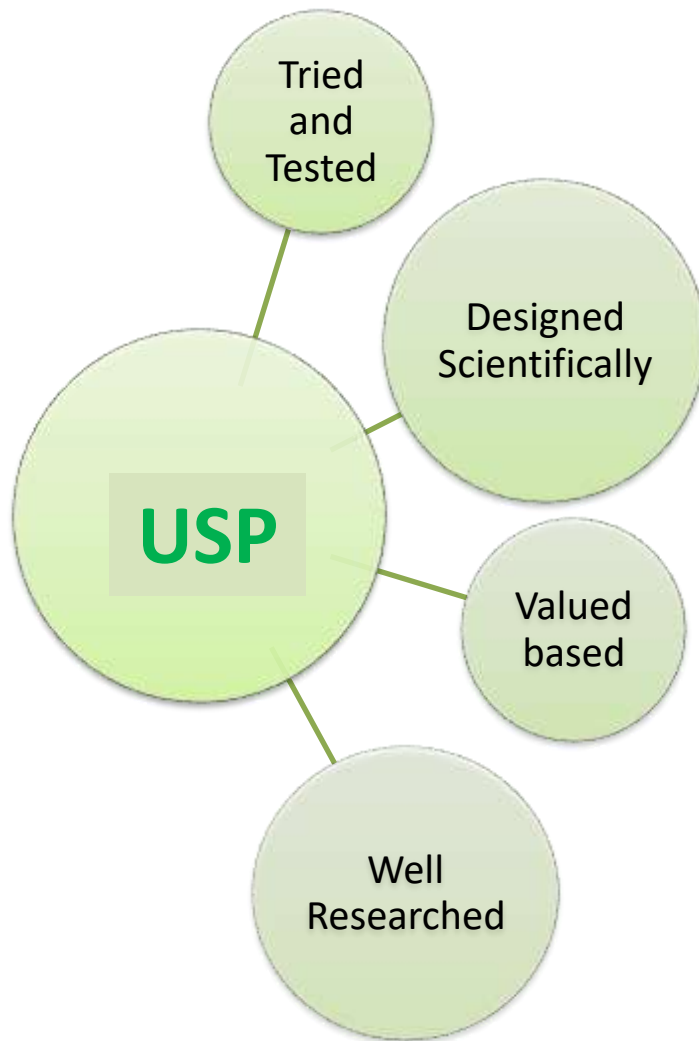 Tried
and
Tested
Designed
Scientifically
USP
Valued
based
Well
Researched